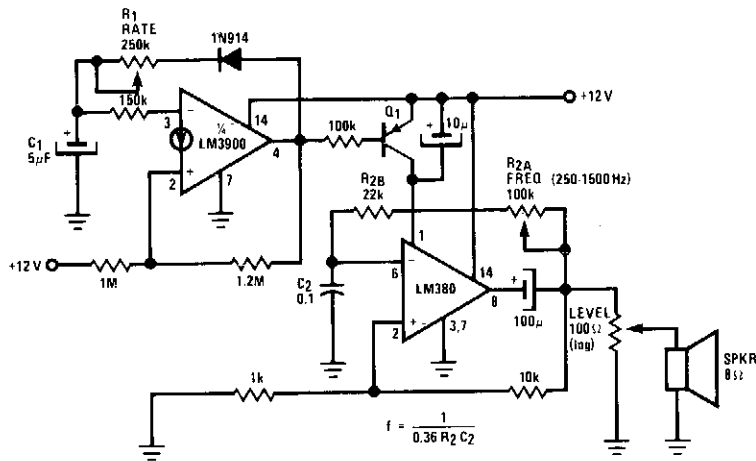 R1
RATE
250k
1N914
150k
C1
5µF
+
3
−
¼
LM3900
14
4
2
+
7
100k
Q1
+
10µ
+12V
R2A
FREQ (250-1500Hz)
100k
R2B
22k
+12V
1M
1.2M
C2
0.1
1
6
−
LM380
14
8
2
+
3,7
+
100µ
LEVEL
100Ω
(log)
SPKR
8Ω
1k
10k
f = 1
0.36 R2 C2